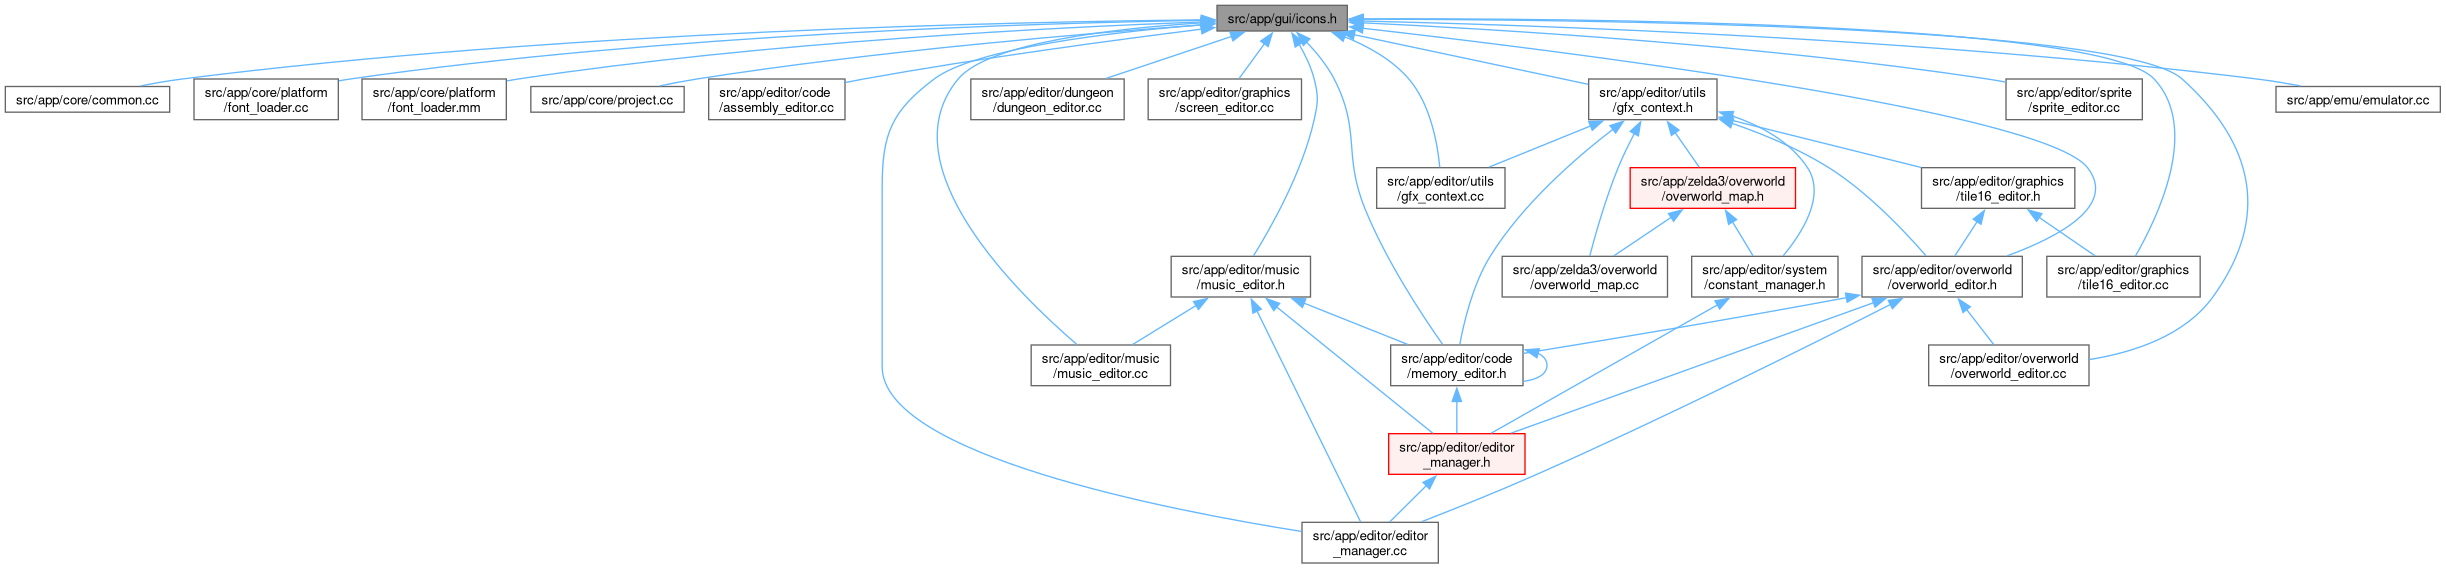 src/app/gui/icons.h
src/app/core/common.cc
src/app/core/platform
/font_loader.cc
src/app/core/platform
/font_loader.mm
src/app/core/project.cc
src/app/editor/code
/assembly_editor.cc
src/app/editor/dungeon
/dungeon_editor.cc
src/app/editor/graphics
/screen_editor.cc
src/app/editor/utils
/gfx_context.h
src/app/editor/sprite
/sprite_editor.cc
src/app/emu/emulator.cc
src/app/editor/utils
/gfx_context.cc
src/app/zelda3/overworld
/overworld_map.h
src/app/editor/graphics
/tile16_editor.h
src/app/editor/music
/music_editor.h
src/app/zelda3/overworld
/overworld_map.cc
src/app/editor/system
/constant_manager.h
src/app/editor/overworld
/overworld_editor.h
src/app/editor/graphics
/tile16_editor.cc
src/app/editor/music
/music_editor.cc
src/app/editor/code
/memory_editor.h
src/app/editor/overworld
/overworld_editor.cc
src/app/editor/editor
_manager.h
src/app/editor/editor
_manager.cc